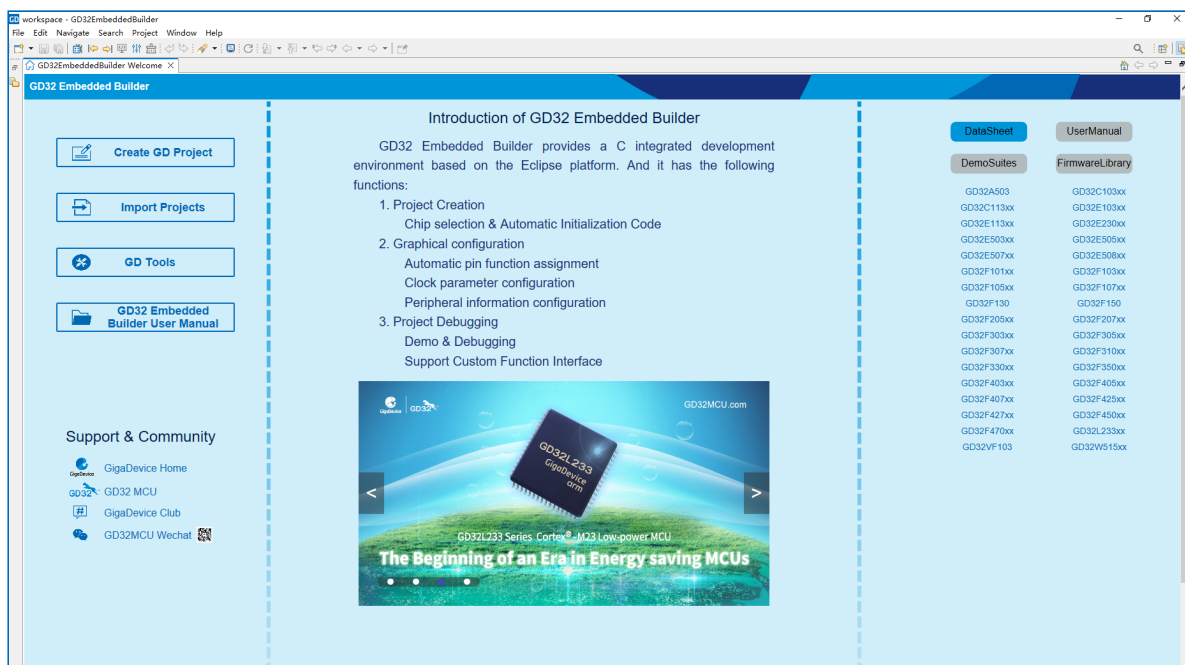 GD workspace - GD32EmbeddedBuilder
File Edit Navigate Search Project Window Help
GD32EmbeddedBuilder Welcome
GD32 Embedded Builder
Create GD Project
Import Projects
GD Tools
GD32 Embedded
Builder User Manual
Support & Community
GigaDevice GigaDevice Home
GD32 GD32 MCU
# GigaDevice Club
GD32MCU Wechat
Introduction of GD32 Embedded Builder
GD32 Embedded Builder provides a C integrated development
environment based on the Eclipse platform. And it has the following
functions:
1. Project Creation
Chip selection & Automatic Initialization Code
2. Graphical configuration
Automatic pin function assignment
Clock parameter configuration
Peripheral information configuration
3. Project Debugging
Demo & Debugging
Support Custom Function Interface
GigaDevice GD32 GD32MCU.com
GD32L233
GigaDevice
arm
< >
GD32L233 Series Cortex®-M23 Low-power MCU
The Beginning of an Era in Energy saving MCUs
DataSheet UserManual
DemoSuites FirmwareLibrary
GD32A503 GD32C103xx
GD32C113xx GD32E103xx
GD32E113xx GD32E230xx
GD32E503xx GD32E505xx
GD32E507xx GD32E508xx
GD32F101xx GD32F103xx
GD32F105xx GD32F107xx
GD32F130 GD32F150
GD32F205xx GD32F207xx
GD32F303xx GD32F305xx
GD32F307xx GD32F310xx
GD32F330xx GD32F350xx
GD32F403xx GD32F405xx
GD32F407xx GD32F425xx
GD32F427xx GD32F450xx
GD32F470xx GD32L233xx
GD32VF103 GD32W515xx